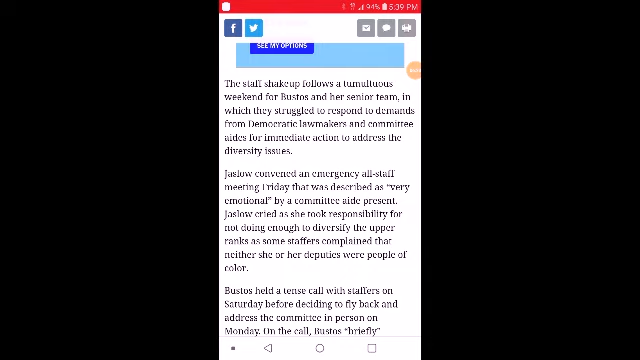 94% 5:39 PM
SEE MY OPTIONS
The staff shakeup follows a tumultuous
weekend for Bustos and her senior team, in
which they struggled to respond to demands
from Democratic lawmakers and committee
aides for immediate action to address the
diversity issues.
Jaslow convened an emergency all-staff
meeting Friday that was described as “very
emotional” by a committee aide present.
Jaslow cried as she took responsibility for
not doing enough to diversify the upper
ranks as some staffers complained that
neither she or her deputies were people of
color.
Bustos held a tense call with staffers on
Saturday before deciding to fly back and
address the committee in person on
Monday. On the call, Bustos “briefly”